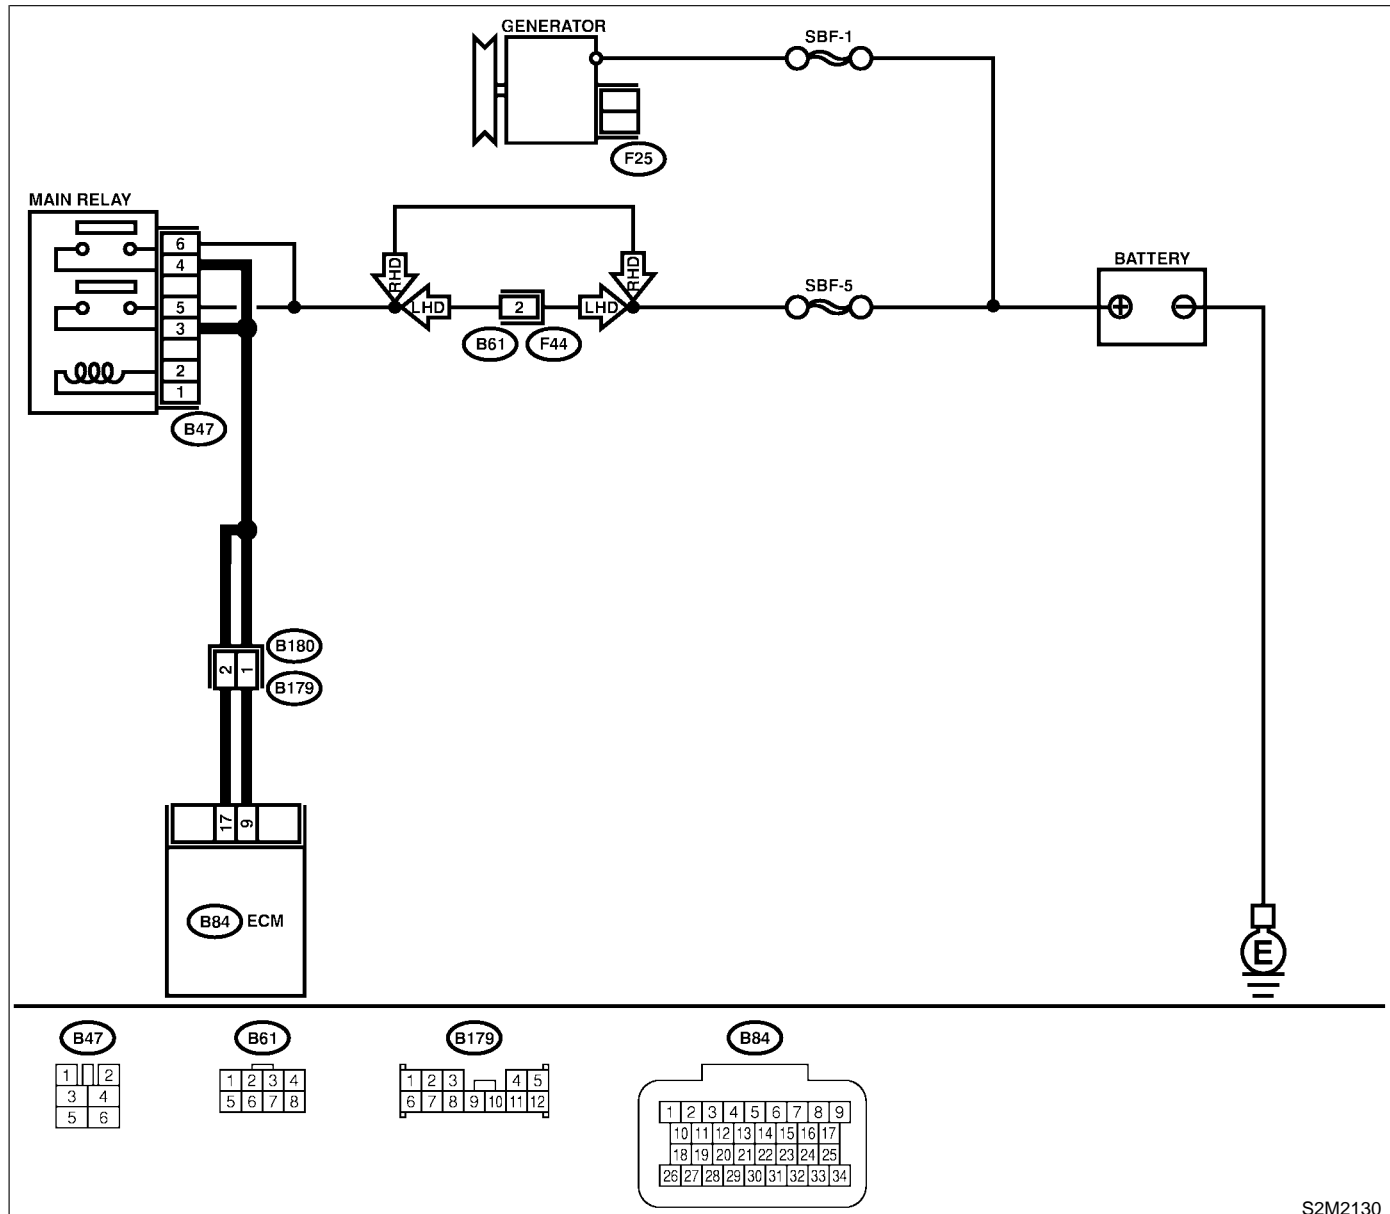 GENERATOR
SBF-1
F25
MAIN RELAY
6
4
5
3
2
1
B47
RHD
RHD
LHD
2
LHD
B61
F44
SBF-5
BATTERY
2 1
B180
B179
17 9
B84 ECM
E
B47
1 2
3 4
5 6
B61
1 2 3 4
5 6 7 8
B179
1 2 3 4 5
6 7 8 9 10 11 12
B84
1 2 3 4 5 6 7 8 9
10 11 12 13 14 15 16 17
18 19 20 21 22 23 24 25
26 27 28 29 30 31 32 33 34
S2M2130